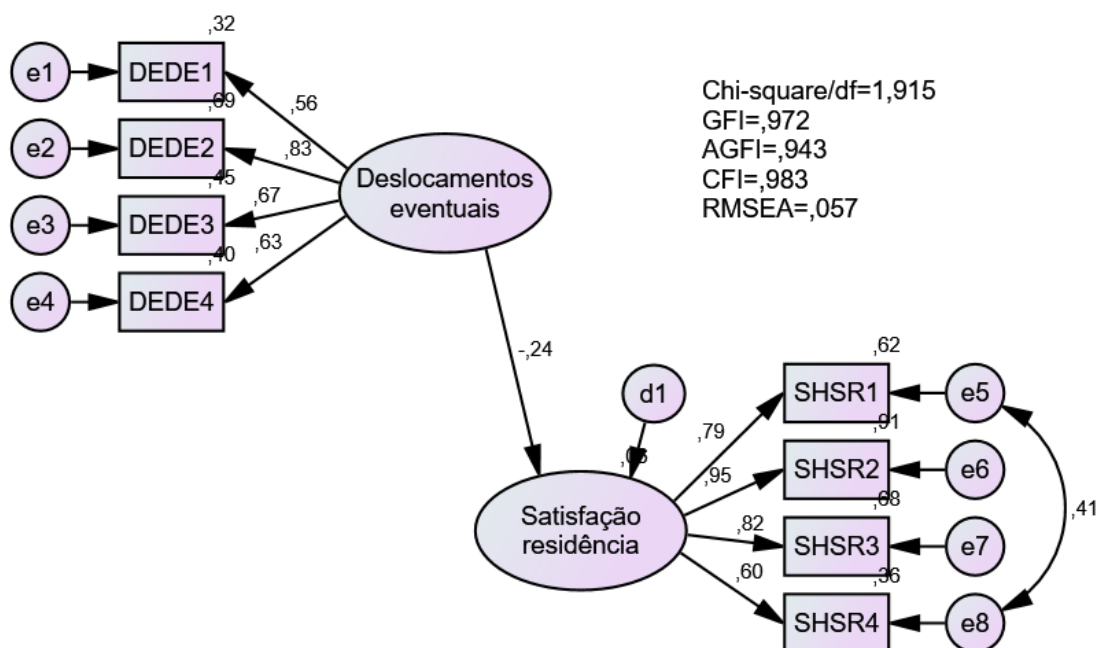 ,32
e1
DEDE1
,56
,69
e2
DEDE2
,83
,45
e3
DEDE3
,67
,40
e4
DEDE4
,63
Deslocamentos
eventuais
Chi-square/df=1,915
GFI=,972
AGFI=,943
CFI=,983
RMSEA=,057
-,24
d1
Satisfação
residência
,62
,79
SHSR1
e5
,91
,95
SHSR2
e6
,68
,82
SHSR3
e7
,36
,60
SHSR4
e8
,41